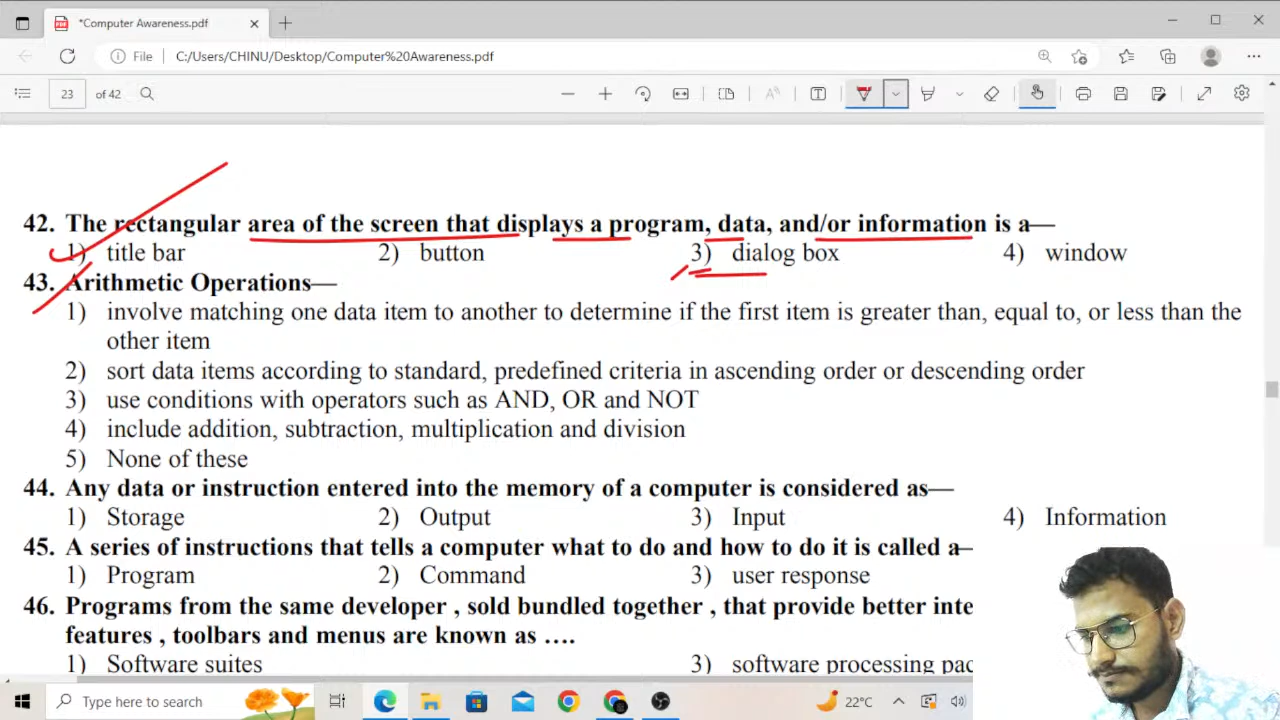 *Computer Awareness.pdf
File
C:/Users/CHINU/Desktop/Computer%20Awareness.pdf
23 of 42
42. The rectangular area of the screen that displays a program, data, and/or information is a—
1) title bar 2) button 3) dialog box 4) window
43. Arithmetic Operations—
1) involve matching one data item to another to determine if the first item is greater than, equal to, or less than the
other item
2) sort data items according to standard, predefined criteria in ascending order or descending order
3) use conditions with operators such as AND, OR and NOT
4) include addition, subtraction, multiplication and division
5) None of these
44. Any data or instruction entered into the memory of a computer is considered as—
1) Storage 2) Output 3) Input 4) Information
45. A series of instructions that tells a computer what to do and how to do it is called a—
1) Program 2) Command 3) user response
46. Programs from the same developer , sold bundled together , that provide better inte
features , toolbars and menus are known as ….
1) Software suites 3) software processing pac
Type here to search
22°C